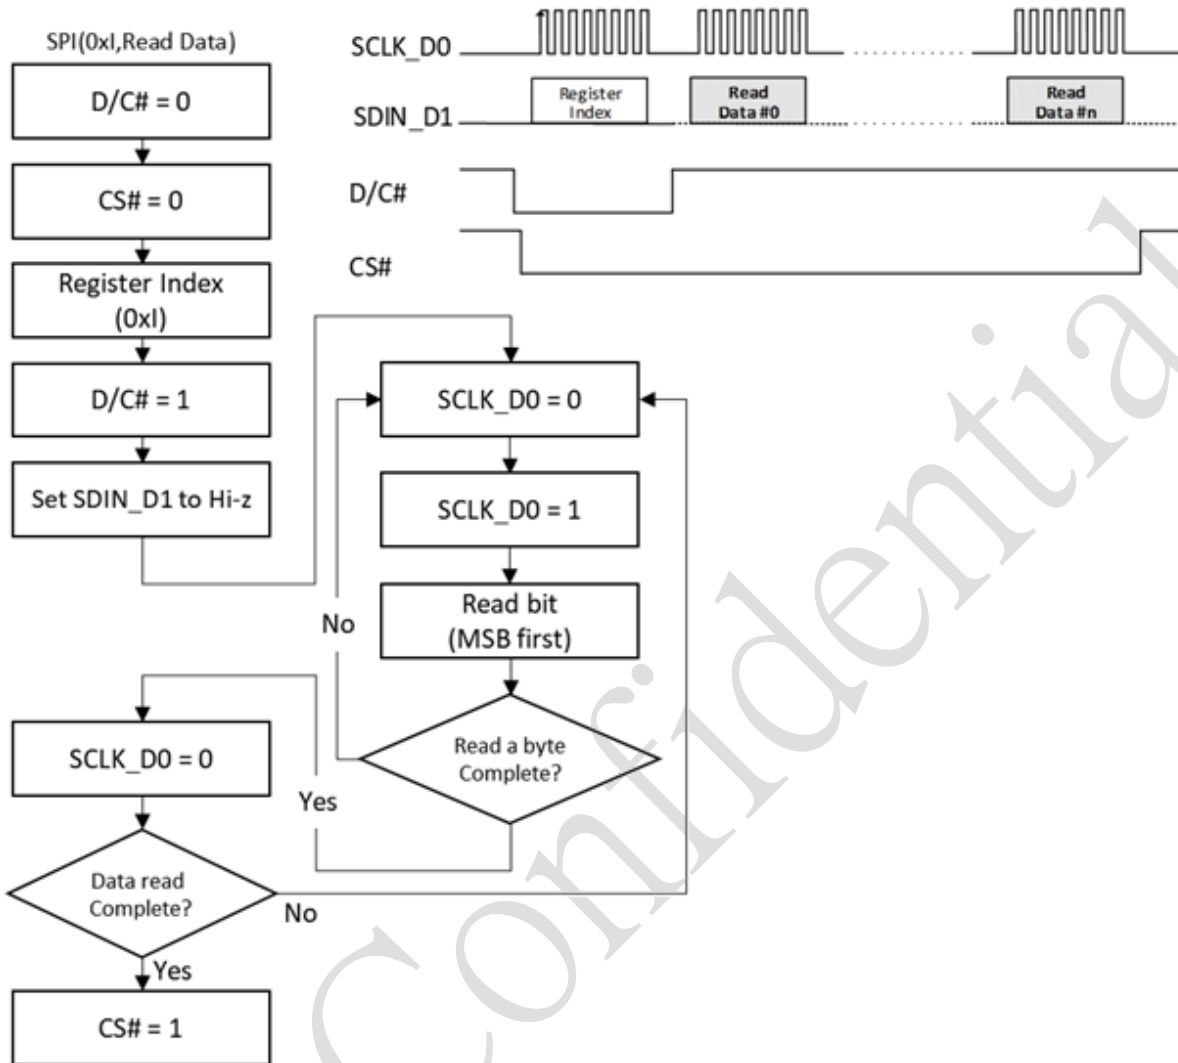 SPI(0xI,Read Data)
D/C# = 0
CS# = 0
Register Index
(0xI)
D/C# = 1
Set SDIN_D1 to Hi-z
SCLK_D0
SDIN_D1
Register
Index
Read
Data #0
Read
Data #n
D/C#
CS#
SCLK_D0 = 0
SCLK_D0 = 1
Read bit
(MSB first)
No
Read a byte
Complete?
Yes
SCLK_D0 = 0
Data read
Complete?
No
Yes
CS# = 1
Confidential